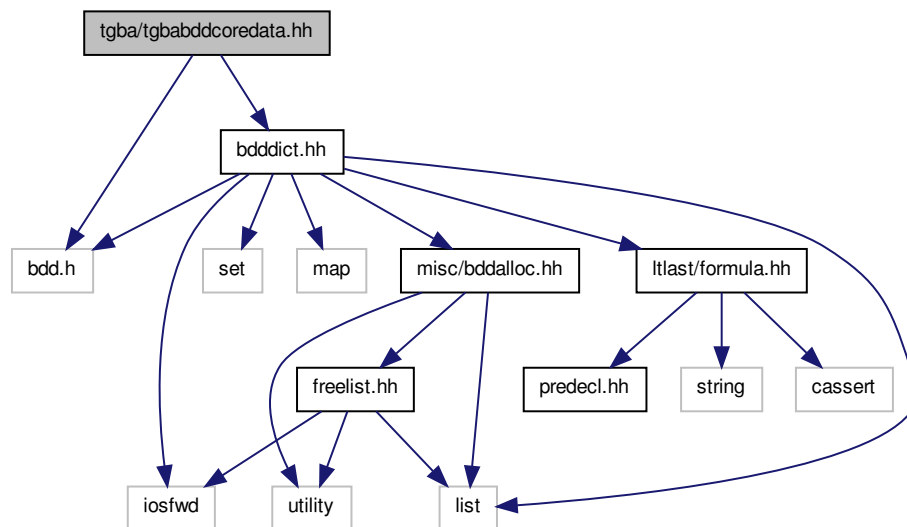 tgba/tgbabddcoredata.hh
bdddict.hh
bdd.h
set
map
misc/bddalloc.hh
ltlast/formula.hh
freelist.hh
predecl.hh
string
cassert
iosfwd
utility
list